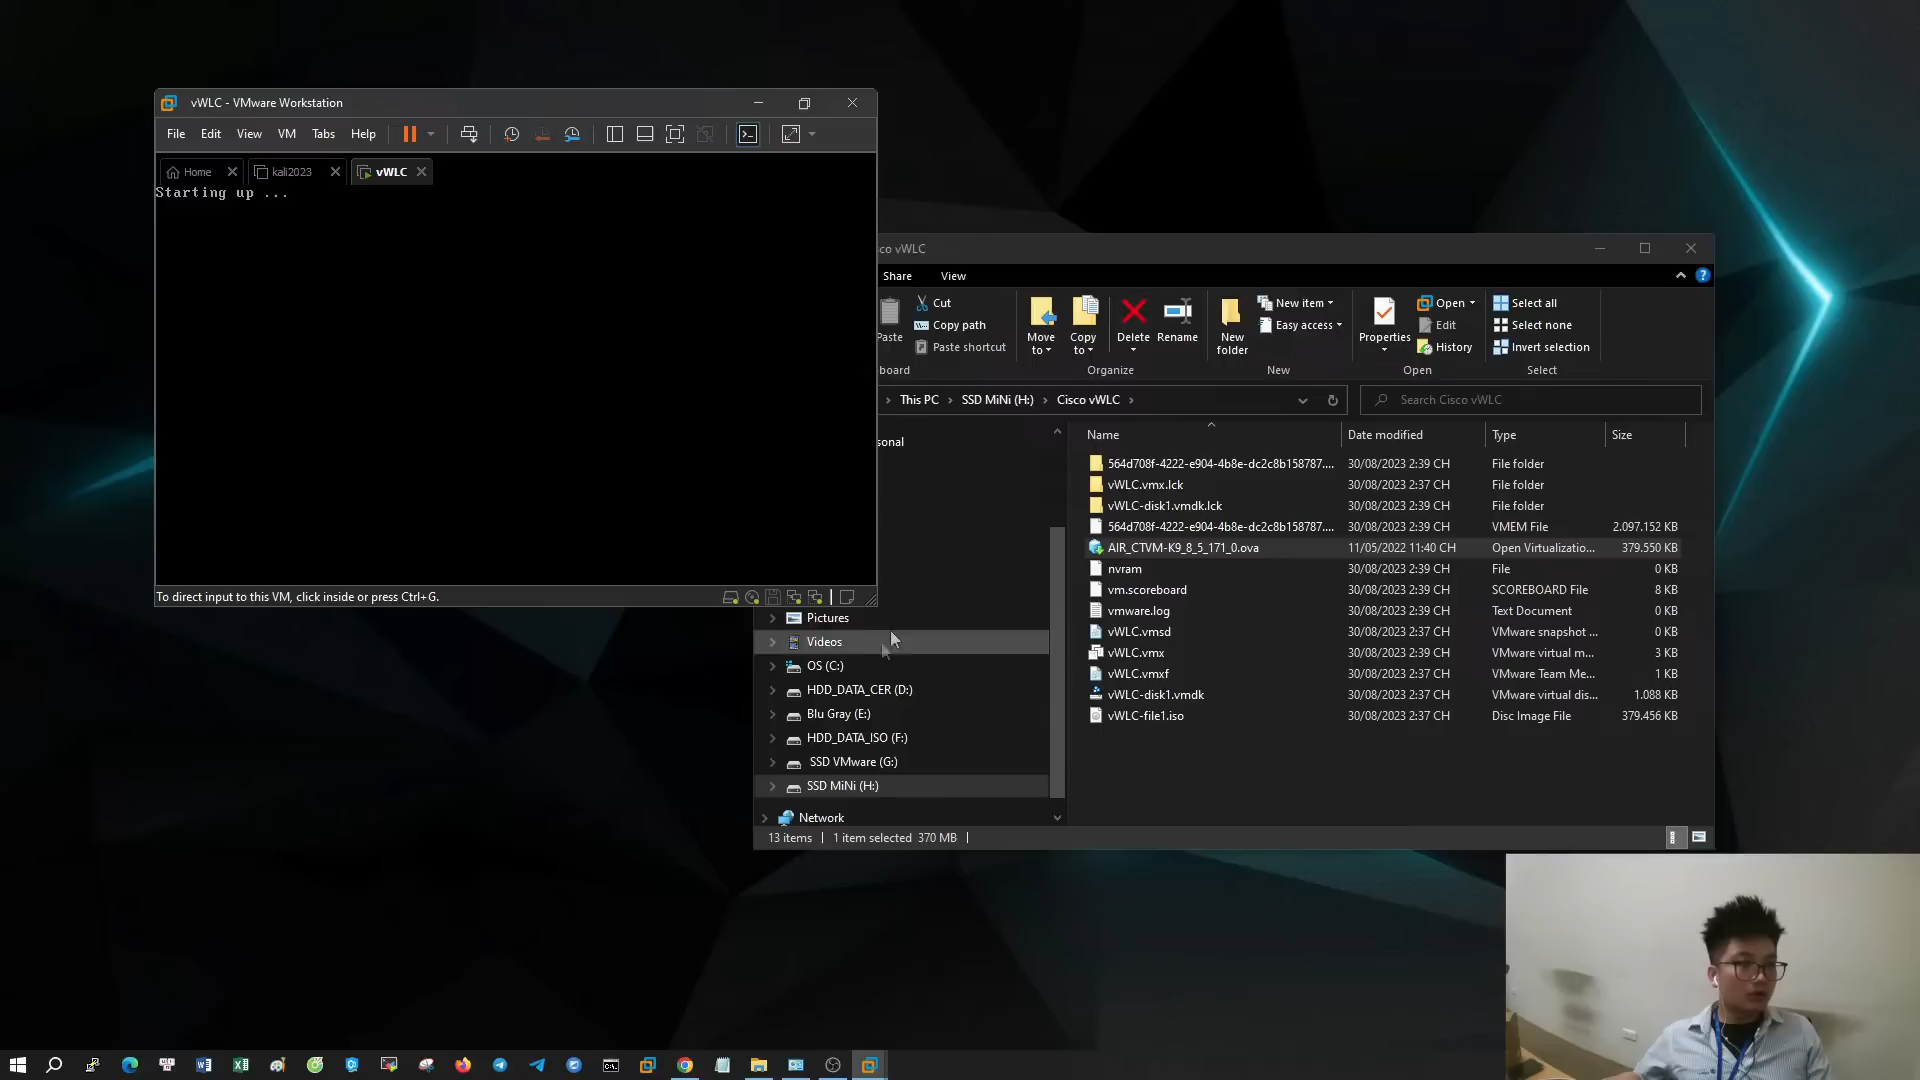 vWLC - VMware Workstation
File Edit View VM Tabs Help
Home kali2023 vWLC
Starting up ...
To direct input to this VM, click inside or press Ctrl+G.
co vWLC
Share View
Paste
Cut
Copy path
Paste shortcut
board
Move to
Copy to
Delete
Rename
Organize
New folder
New item
Easy access
New
Properties
Open
Edit
History
Open
Select all
Select none
Invert selection
Select
This PC > SSD MiNi (H:) > Cisco vWLC >
Search Cisco vWLC
sonal
Pictures
Videos
OS (C:)
HDD_DATA_CER (D:)
Blu Gray (E:)
HDD_DATA_ISO (F:)
SSD VMware (G:)
SSD MiNi (H:)
Network
Name Date modified Type Size
564d708f-4222-e904-4b8e-dc2c8b158787.... 30/08/2023 2:39 CH File folder
vWLC.vmx.lck 30/08/2023 2:37 CH File folder
vWLC-disk1.vmdk.lck 30/08/2023 2:39 CH File folder
564d708f-4222-e904-4b8e-dc2c8b158787.... 30/08/2023 2:39 CH VMEM File 2.097.152 KB
AIR_CTVM-K9_8_5_171_0.ova 11/05/2022 11:40 CH Open Virtualizatio... 379.550 KB
nvram 30/08/2023 2:39 CH File 0 KB
vm.scoreboard 30/08/2023 2:39 CH SCOREBOARD File 8 KB
vmware.log 30/08/2023 2:39 CH Text Document 0 KB
vWLC.vmsd 30/08/2023 2:37 CH VMware snapshot ... 0 KB
vWLC.vmx 30/08/2023 2:39 CH VMware virtual m... 3 KB
vWLC.vmxf 30/08/2023 2:37 CH VMware Team Me... 1 KB
vWLC-disk1.vmdk 30/08/2023 2:37 CH VMware virtual dis... 1.088 KB
vWLC-file1.iso 30/08/2023 2:37 CH Disc Image File 379.456 KB
13 items 1 item selected 370 MB